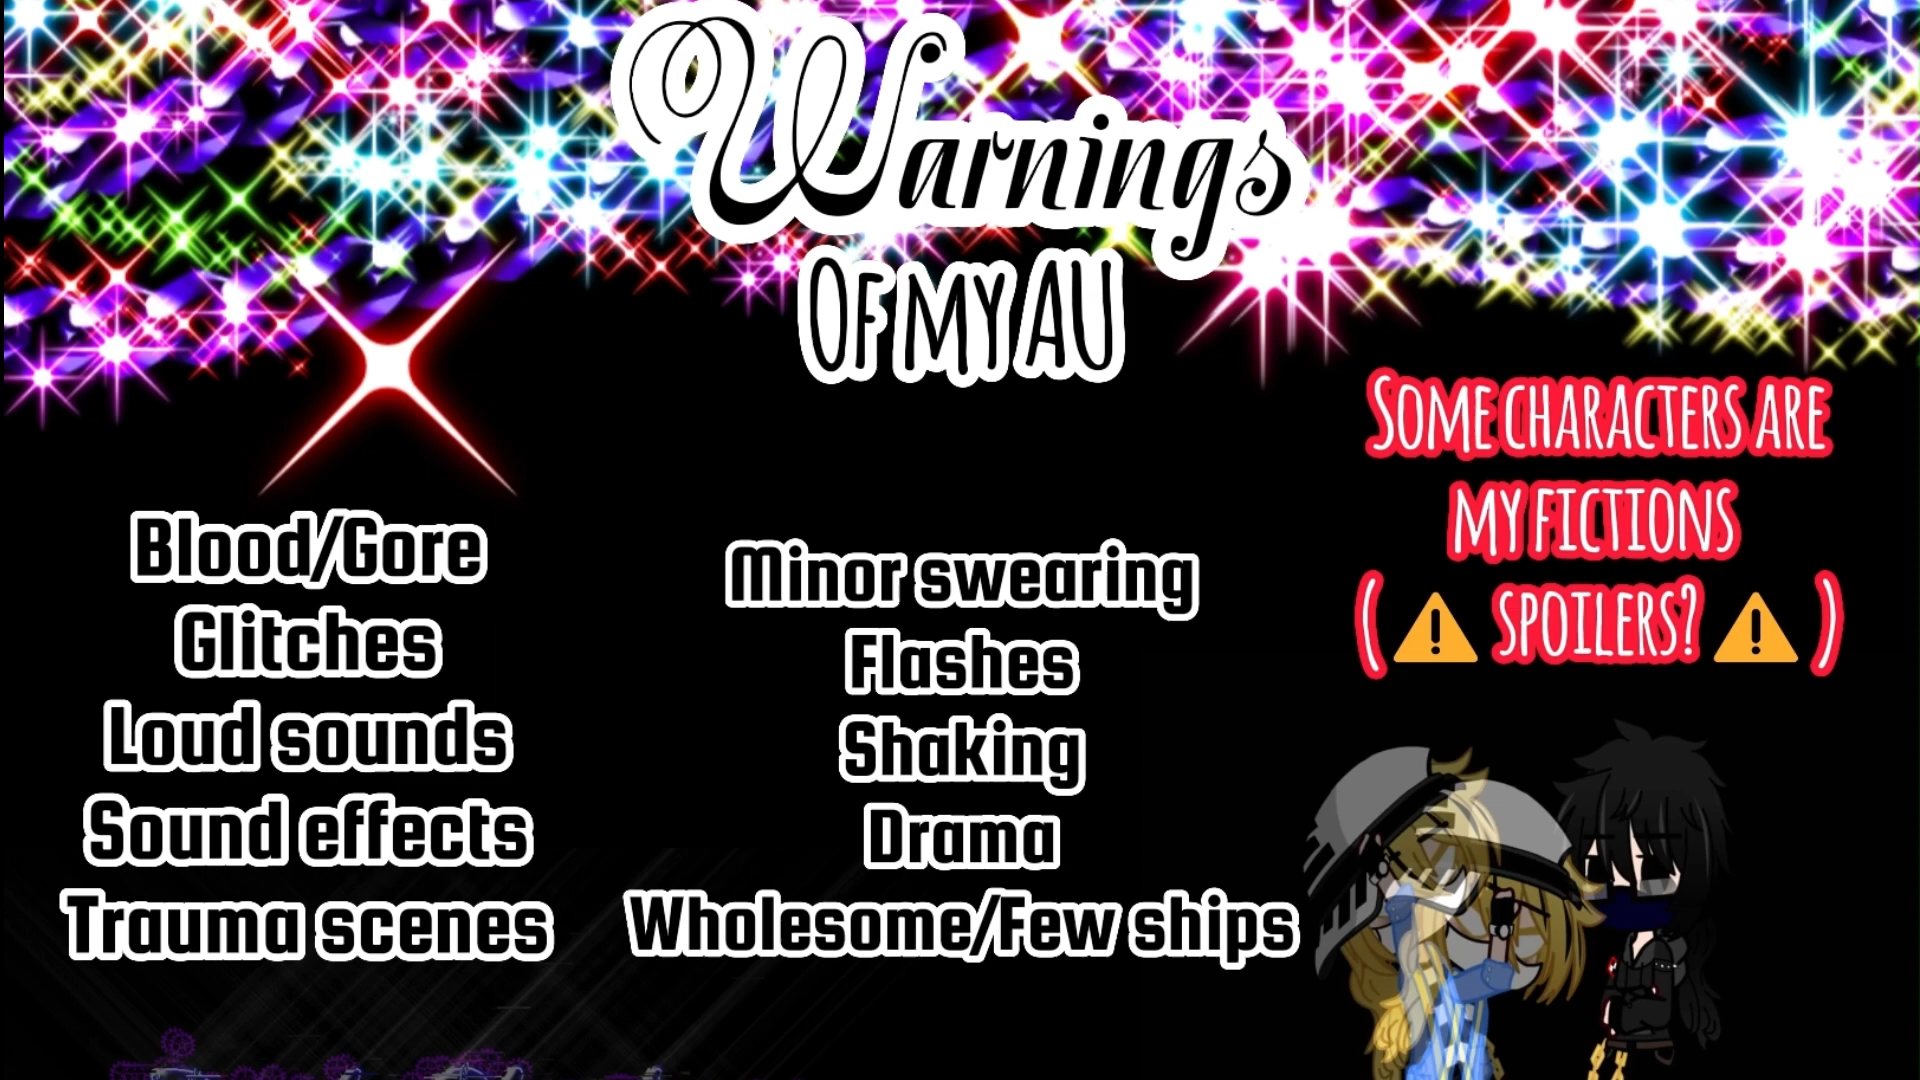 Warnings
OF MY AU
Blood/Gore
Glitches
Loud sounds
Sound effects
Trauma scenes
Minor swearing
Flashes
Shaking
Drama
Wholesome/Few ships
SOME CHARACTERS ARE
MY FICTIONS
( ⚠️ SPOILERS? ⚠️ )